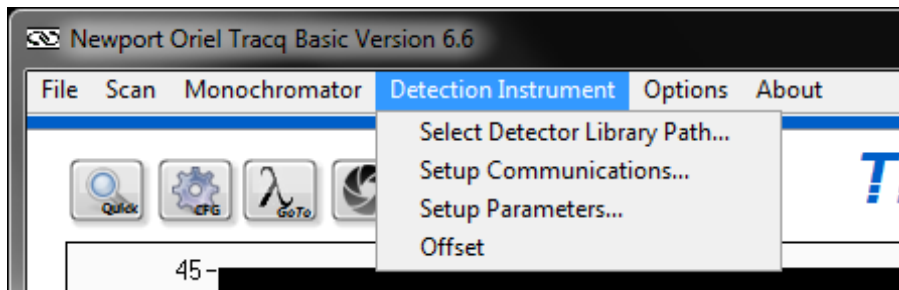 Newport Oriel Tracq Basic Version 6.6
File Scan Monochromator Detection Instrument Options About
Select Detector Library Path...
Setup Communications...
Setup Parameters...
Offset
Quick CFG λ GoTo
45